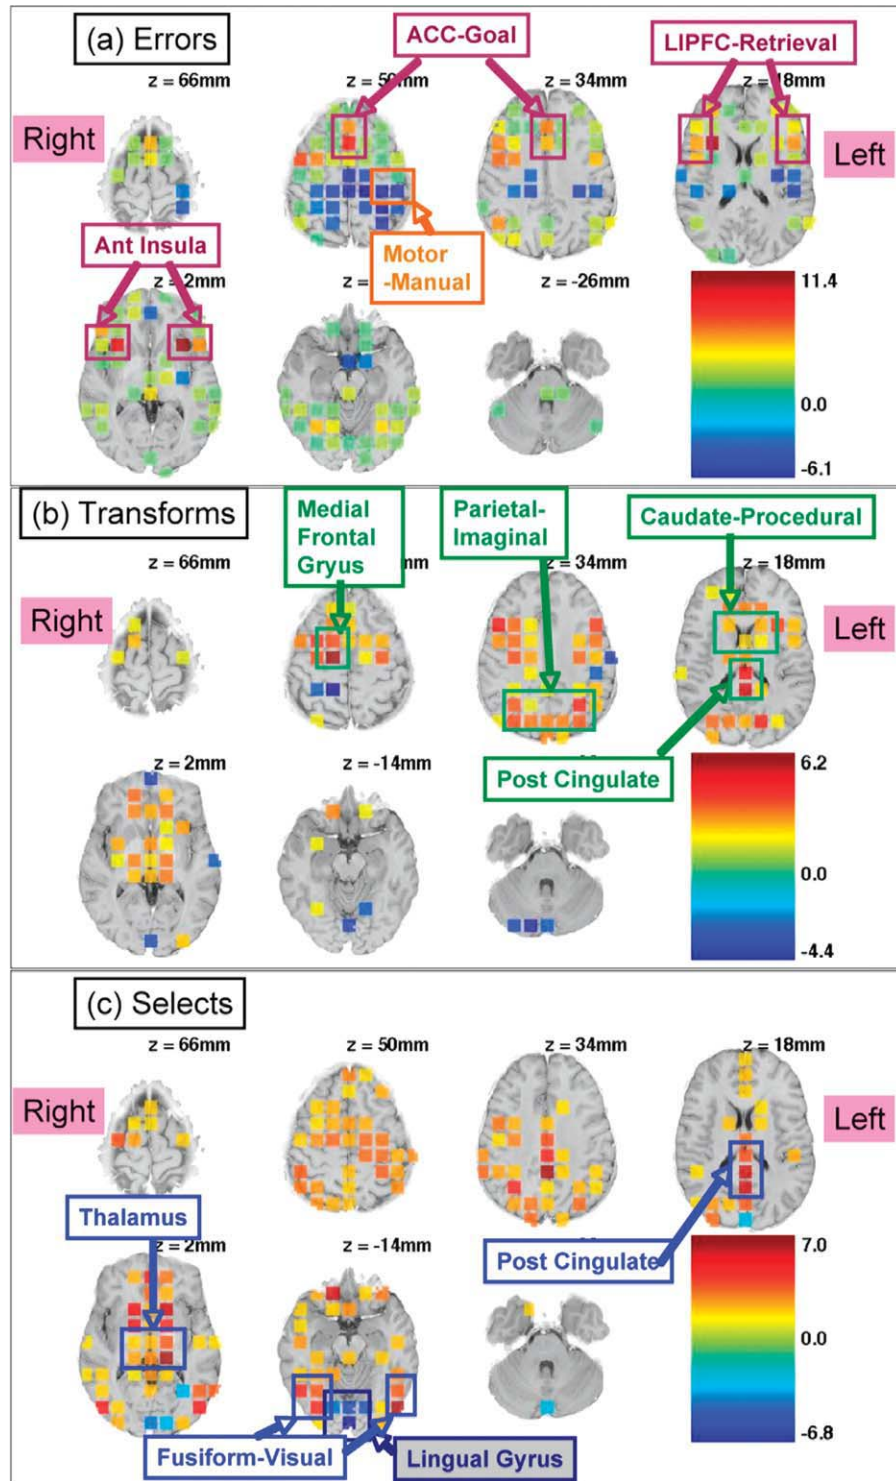 (a) Errors
ACC-Goal
LIPFC-Retrieval
z = 66mm
z = 50mm
z = 34mm
z = 18mm
Right
Left
Ant Insula
Motor
-Manual
z = 2mm
z = -26mm
11.4
0.0
-6.1
(b) Transforms
Medial
Frontal
Gryus
Parietal-
Imaginal
Caudate-Procedural
z = 66mm
z = 34mm
z = 18mm
Right
Left
Post Cingulate
z = 2mm
z = -14mm
6.2
0.0
-4.4
(c) Selects
z = 66mm
z = 50mm
z = 34mm
z = 18mm
Right
Left
Thalamus
Post Cingulate
z = 2mm
z = -14mm
7.0
0.0
-6.8
Fusiform-Visual
Lingual Gyrus